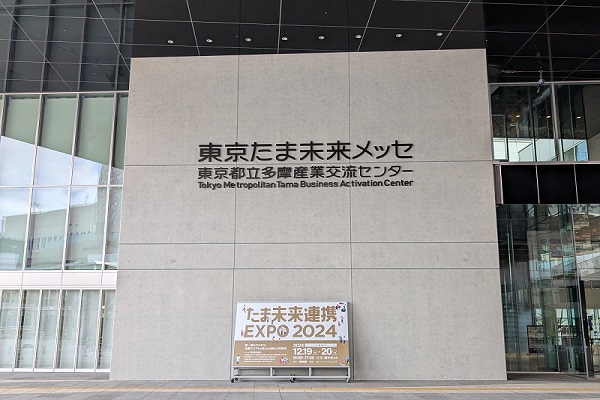 東京たま未来メッセ
東京都立多摩産業交流センター
Tokyo Metropolitan Tama Business Activation Center
たま未来連携
EXPO 2024
12.19 20